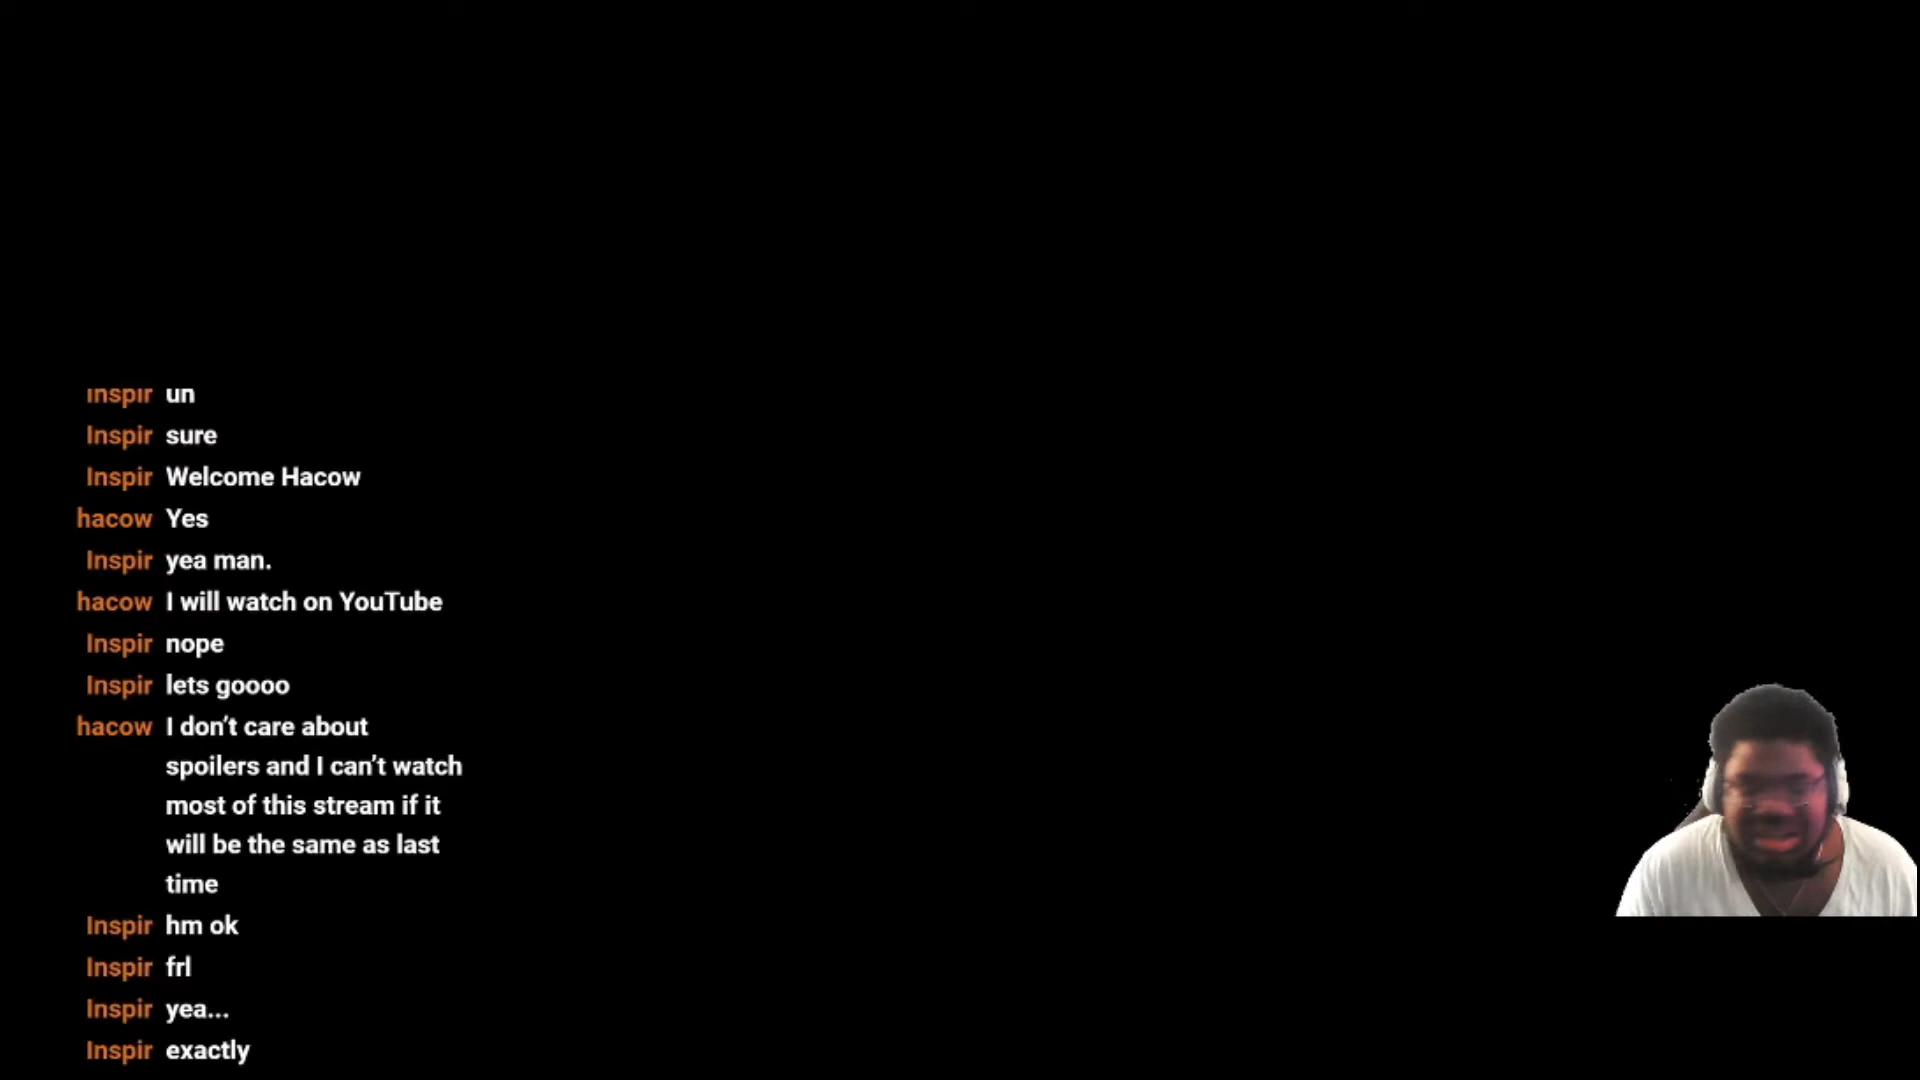 Inspir un
Inspir sure
Inspir Welcome Hacow
hacow Yes
Inspir yea man.
hacow I will watch on YouTube
Inspir nope
Inspir lets goooo
hacow I don’t care about
spoilers and I can’t watch
most of this stream if it
will be the same as last
time
Inspir hm ok
Inspir frl
Inspir yea...
Inspir exactly